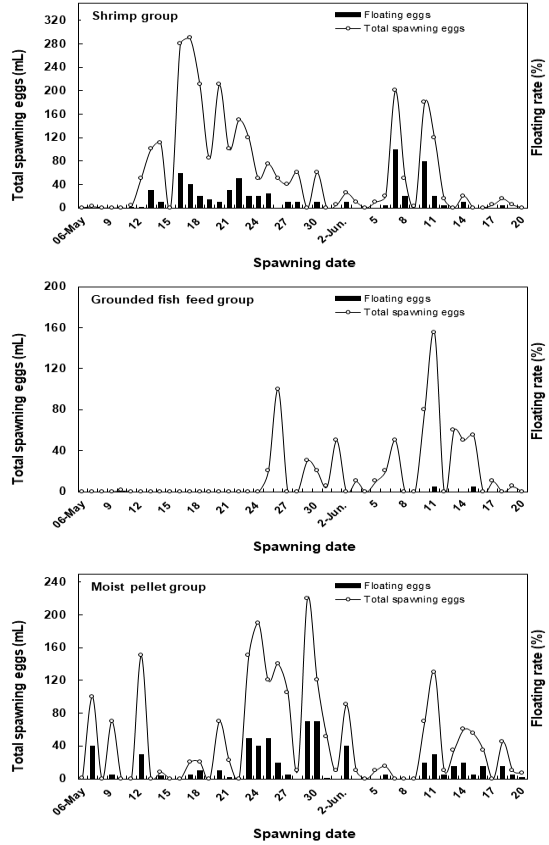 Shrimp group
Floating eggs
Total spawning eggs
Total spawning eggs (mL)
Floating rate (%)
320
280
240
200
160
120
80
40
0
06-May 9 12 15 18 21 24 27 30 2-Jun. 5 8 11 14 17 20
Spawning date
Grounded fish feed group
Floating eggs
Total spawning eggs
Total spawning eggs (mL)
Floating rate (%)
200
160
120
80
40
0
06-May 9 12 15 18 21 24 27 30 2-Jun. 5 8 11 14 17 20
Spawning date
Moist pellet group
Floating eggs
Total spawning eggs
Total spawning eggs (mL)
Floating rate (%)
240
200
160
120
80
40
0
06-May 9 12 15 18 21 24 27 30 2-Jun. 5 8 11 14 17 20
Spawning date